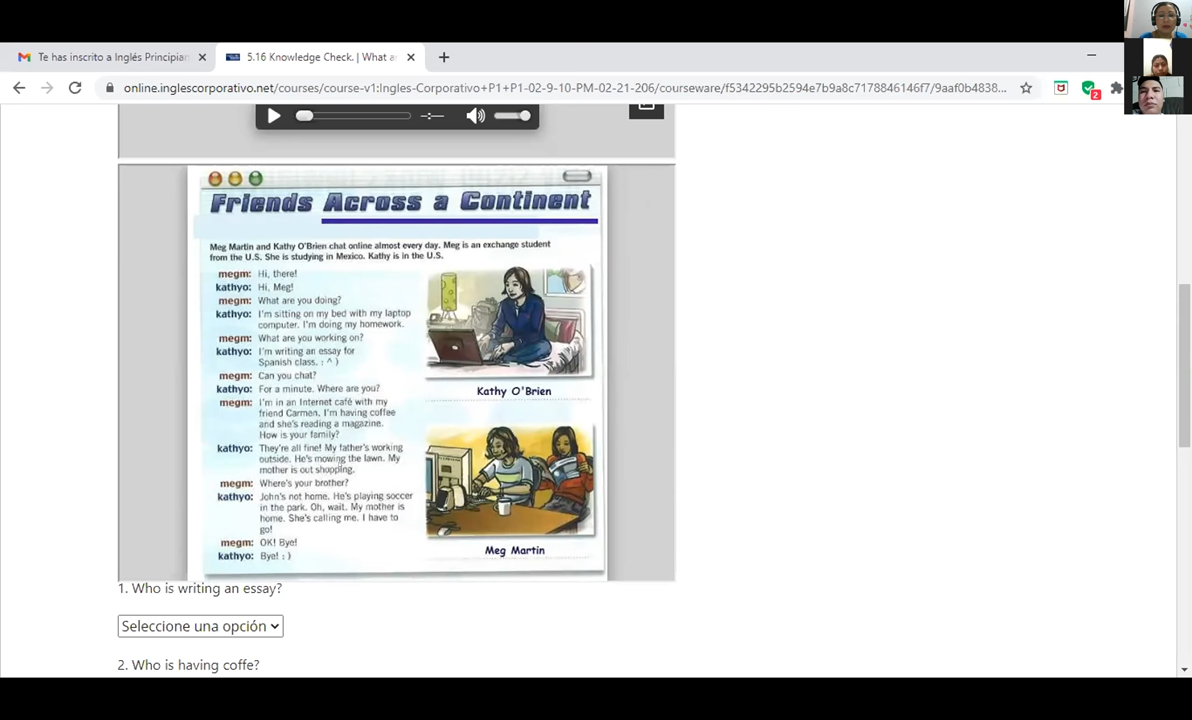 Te has inscrito a Inglés Principian
5.16 Knowledge Check. | What a
online.inglescorporativo.net/courses/course-v1:Ingles-Corporativo+P1+P1-02-9-10-PM-02-21-206/courseware/f5342295b2594e7b9a8c7178846146f7/9aaf0b4838...
2
Friends Across a Continent
Meg Martin and Kathy O'Brien chat online almost every day. Meg is an exchange student
from the U.S. She is studying in Mexico. Kathy is in the U.S.
megm: Hi, there!
kathyo: Hi, Meg!
megm: What are you doing?
kathyo: I'm sitting on my bed with my laptop
computer. I'm doing my homework.
megm: What are you working on?
kathyo: I'm writing an essay for
Spanish class. : ^ )
megm: Can you chat?
kathyo: For a minute. Where are you?
megm: I'm in an Internet café with my
friend Carmen. I'm having coffee
and she's reading a magazine.
How is your family?
kathyo: They're all fine! My father's working
outside. He's mowing the lawn. My
mother is out shopping.
megm: Where's your brother?
kathyo: John's not home. He's playing soccer
in the park. Oh, wait. My mother is
home. She's calling me. I have to
go!
megm: OK! Bye!
kathyo: Bye! : )
Kathy O'Brien
Meg Martin
1. Who is writing an essay?
Seleccione una opción
2. Who is having coffe?